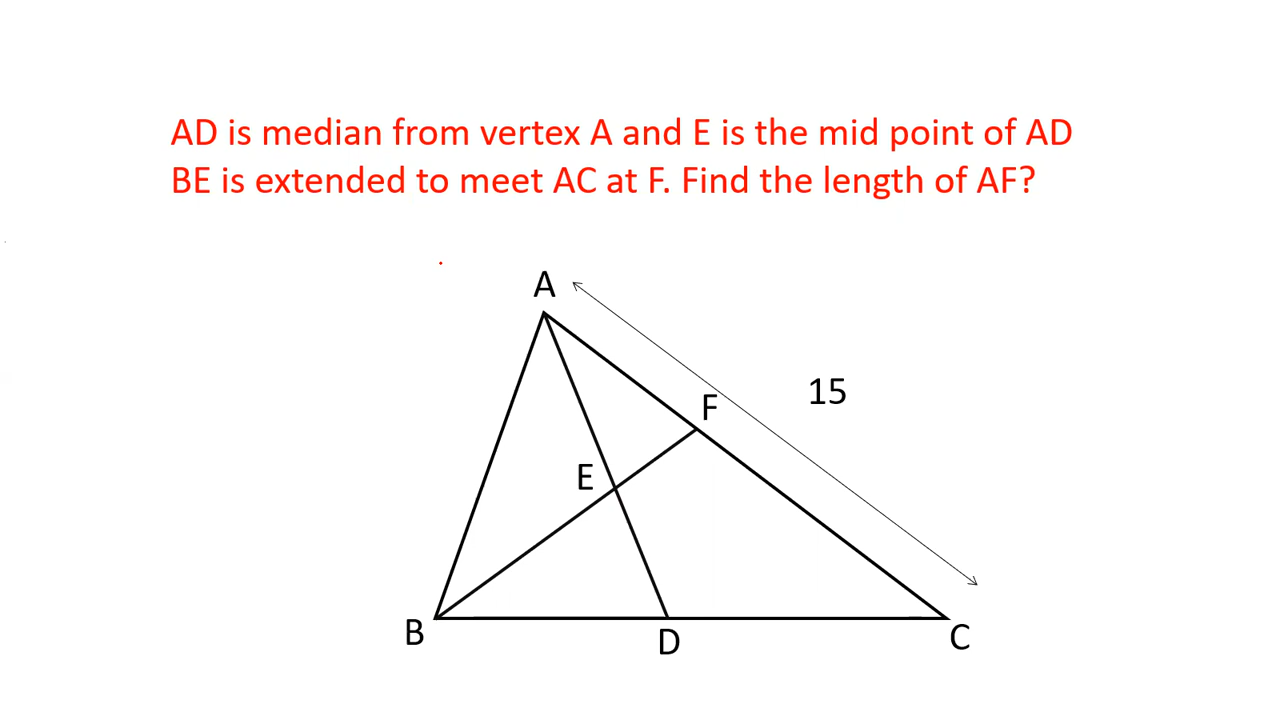 AD is median from vertex A and E is the mid point of AD
BE is extended to meet AC at F. Find the length of AF?
A
15
F
E
B
D
C